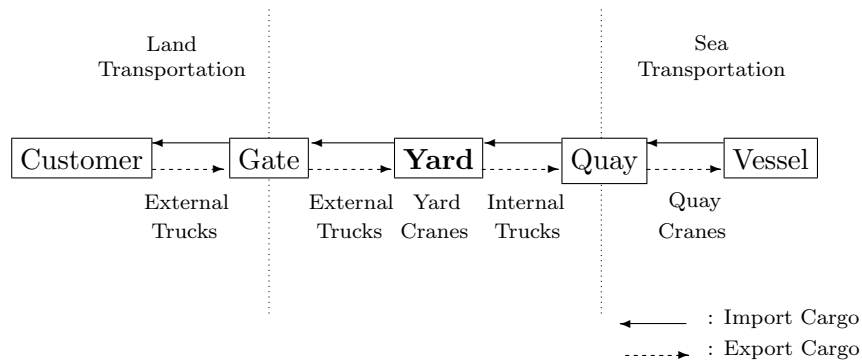 Land
Transportation
Sea
Transportation
Customer
Gate
Yard
Quay
Vessel
External
Trucks
External
Trucks
Yard
Cranes
Internal
Trucks
Quay
Cranes
: Import Cargo
: Export Cargo